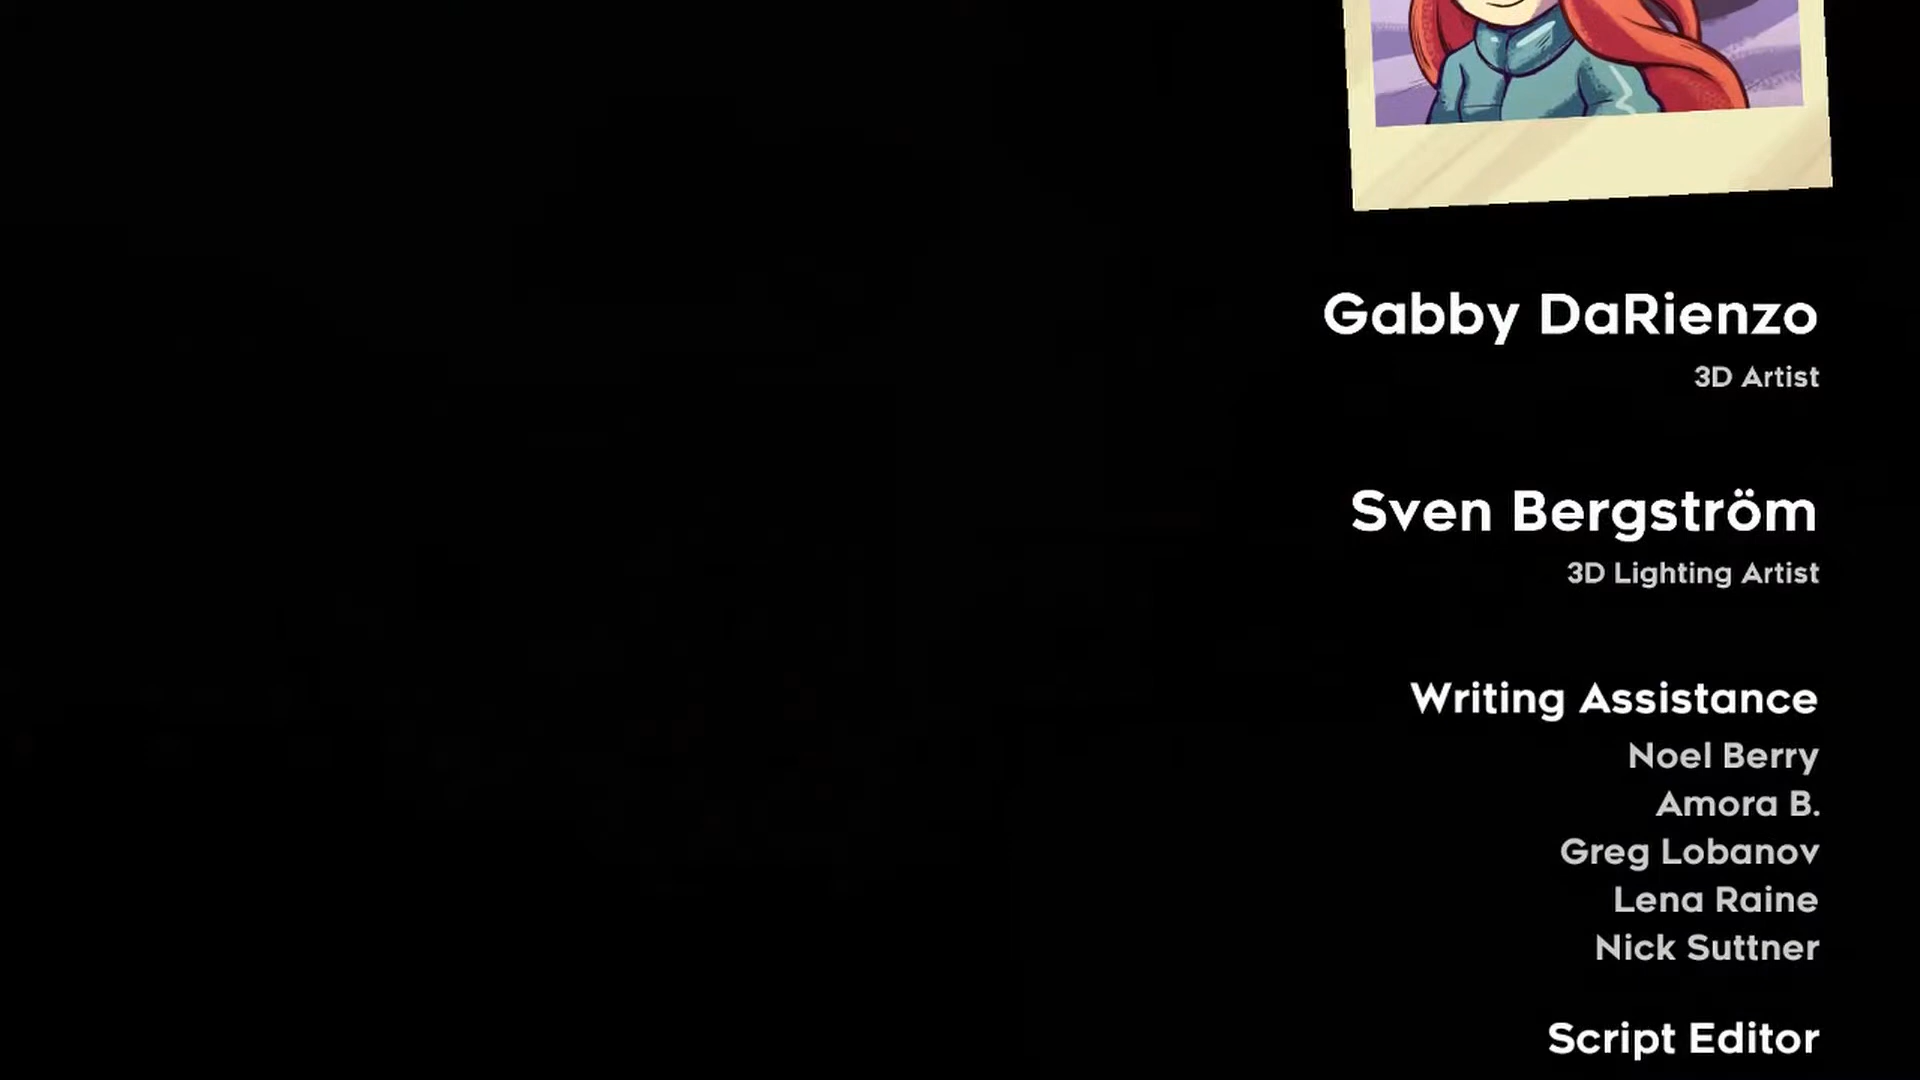 Gabby DaRienzo
3D Artist
Sven Bergström
3D Lighting Artist
Writing Assistance
Noel Berry
Amora B.
Greg Lobanov
Lena Raine
Nick Suttner
Script Editor